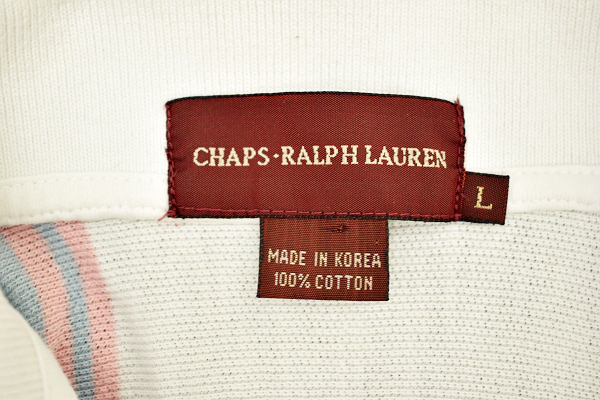 CHAPS·RALPH LAUREN
L
MADE IN KOREA
100% COTTON